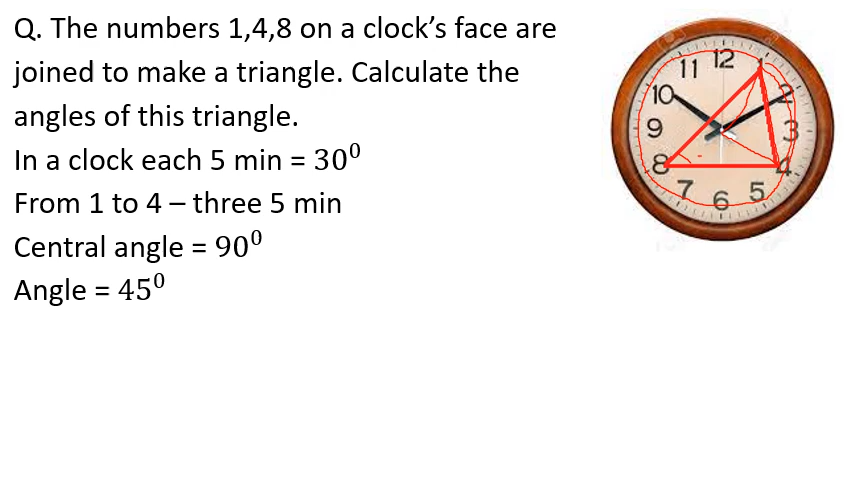 Q. The numbers 1,4,8 on a clock’s face are
joined to make a triangle. Calculate the
angles of this triangle.
In a clock each 5 min = 30⁰
From 1 to 4 – three 5 min
Central angle = 90⁰
Angle = 45⁰
12
11 1
10 2
9 3
8 4
7 5
6